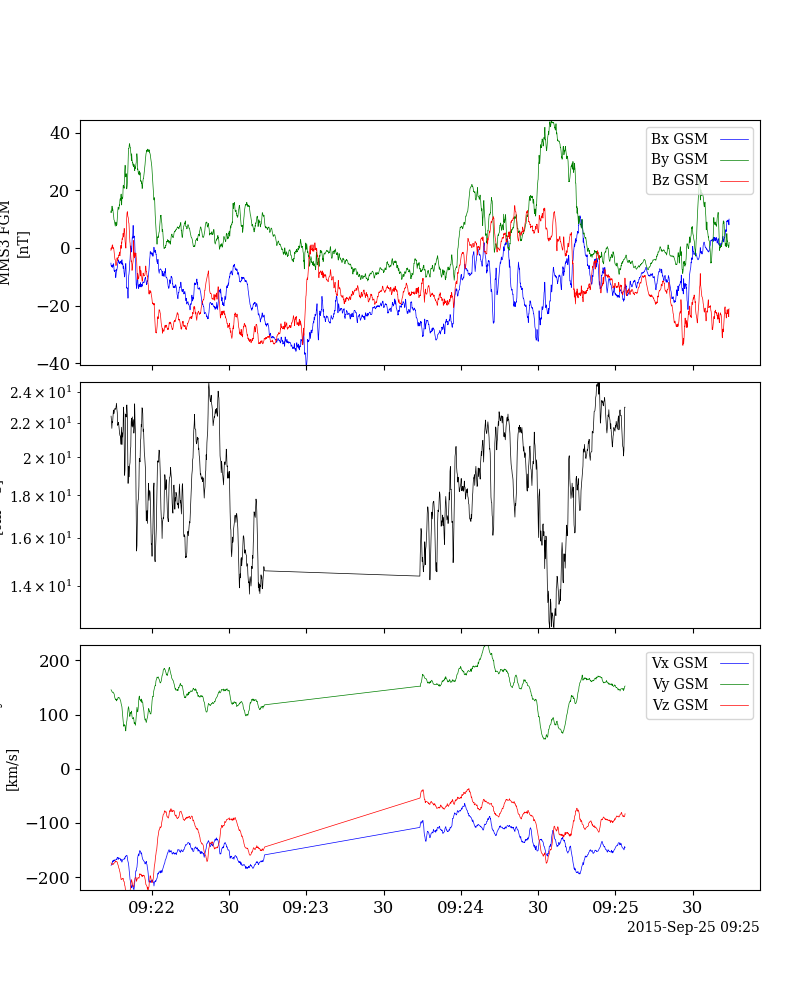 MMS3 FGM
[nT]
40
20
0
−20
−40
Bx GSM
By GSM
Bz GSM
2.4 × 10¹
2.2 × 10¹
2 × 10¹
1.8 × 10¹
1.6 × 10¹
1.4 × 10¹
[km/s]
200
100
0
−100
−200
Vx GSM
Vy GSM
Vz GSM
09:22
30
09:23
30
09:24
30
09:25
30
2015-Sep-25 09:25